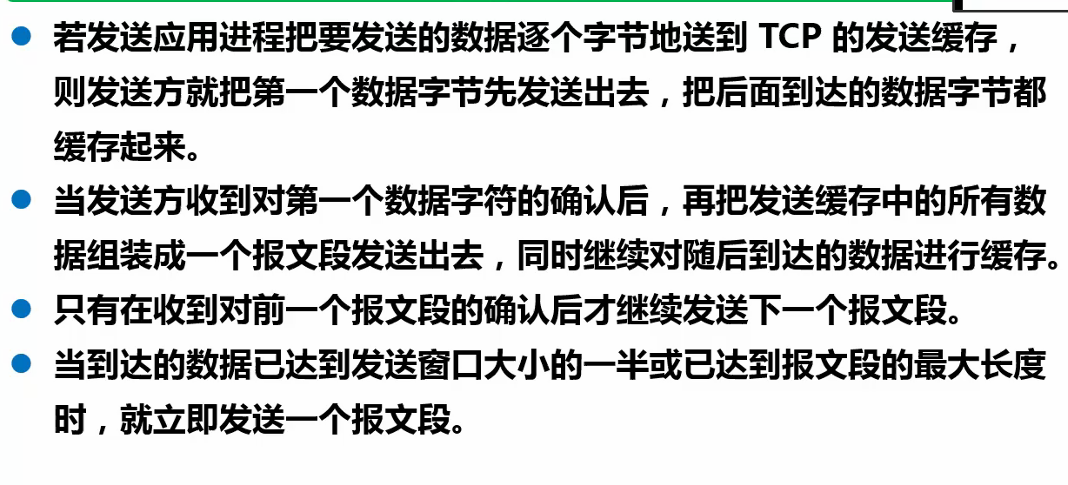 ● 若发送应用进程把要发送的数据逐个字节地送到 TCP 的发送缓存，
则发送方就把第一个数据字节先发送出去，把后面到达的数据字节都
缓存起来。
● 当发送方收到对第一个数据字符的确认后，再把发送缓存中的所有数
据组装成一个报文段发送出去，同时继续对随后到达的数据进行缓存。
● 只有在收到对前一个报文段的确认后才继续发送下一个报文段。
● 当到达的数据已达到发送窗口大小的一半或已达到报文段的最大长度
时，就立即发送一个报文段。